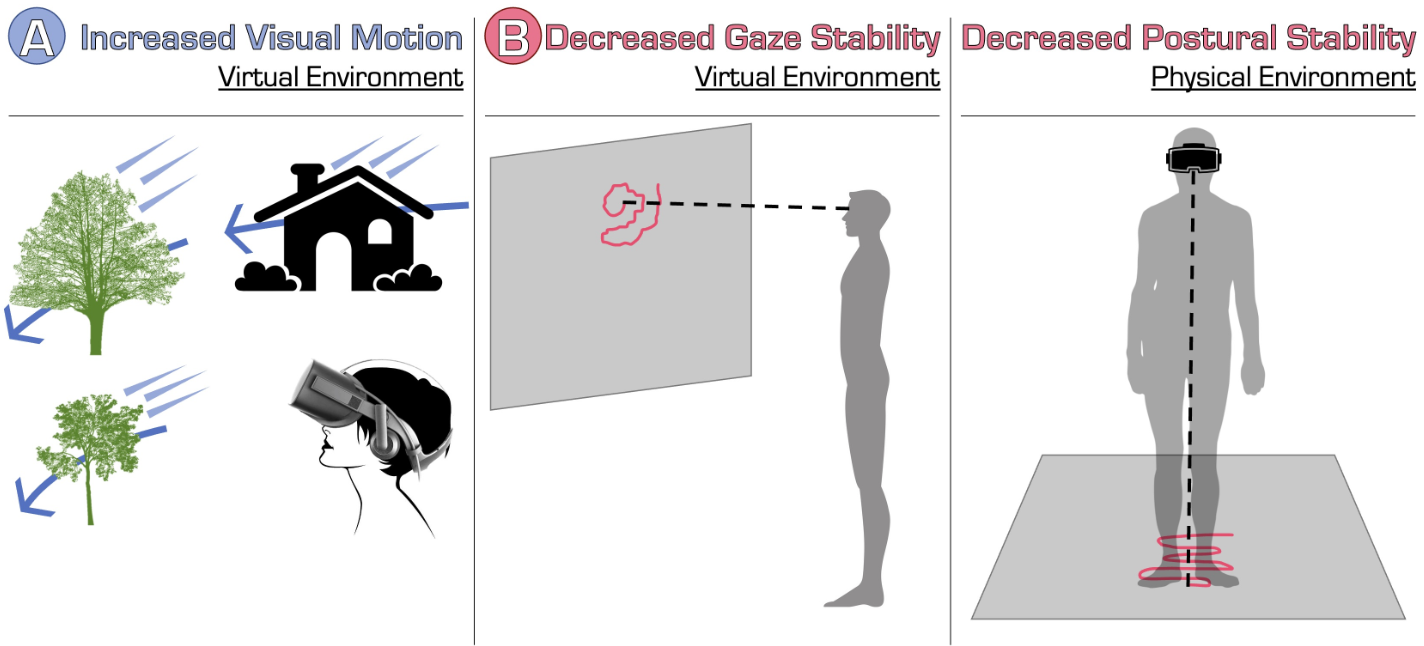 A Increased Visual Motion
Virtual Environment
B Decreased Gaze Stability
Virtual Environment
Decreased Postural Stability
Physical Environment